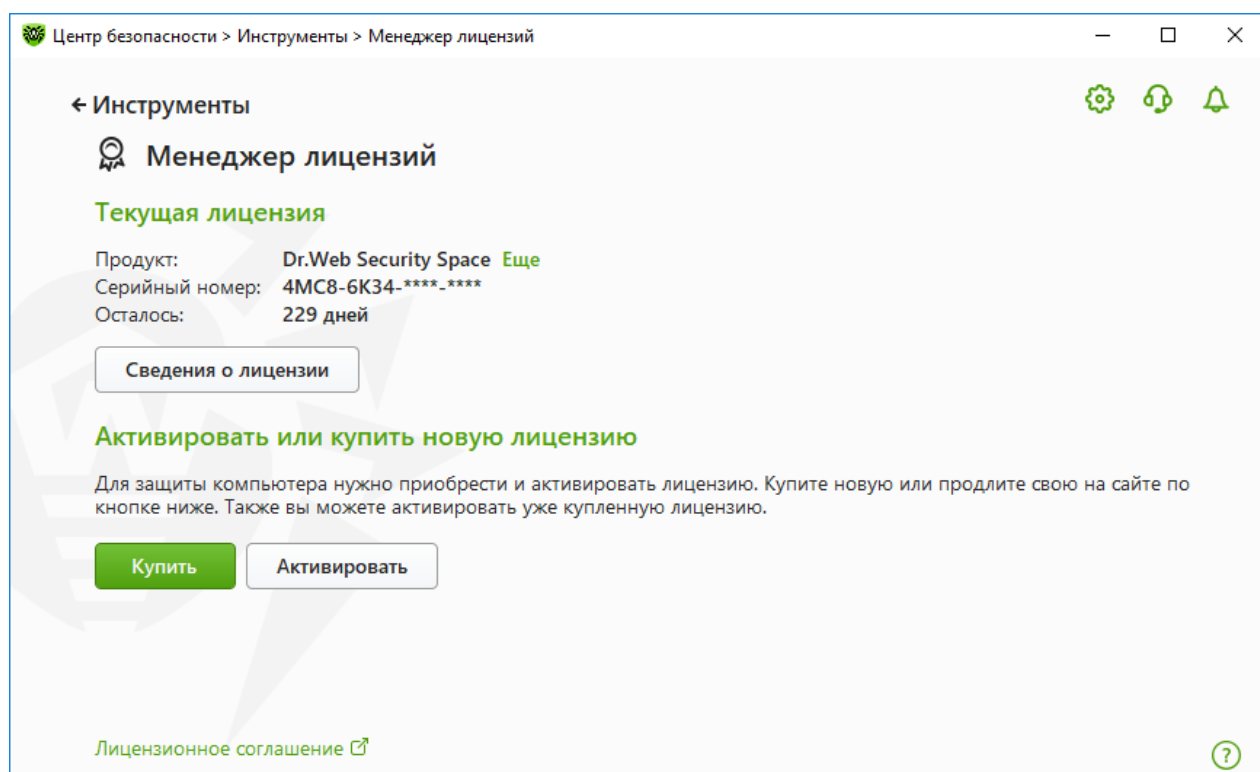 Центр безопасности > Инструменты > Менеджер лицензий
Инструменты
Менеджер лицензий
Текущая лицензия
Продукт: Dr.Web Security Space Еще
Серийный номер: 4MC8-6K34-****-****
Осталось: 229 дней
Сведения о лицензии
Активировать или купить новую лицензию
Для защиты компьютера нужно приобрести и активировать лицензию. Купите новую или продлите свою на сайте по
кнопке ниже. Также вы можете активировать уже купленную лицензию.
Купить Активировать
Лицензионное соглашение
?